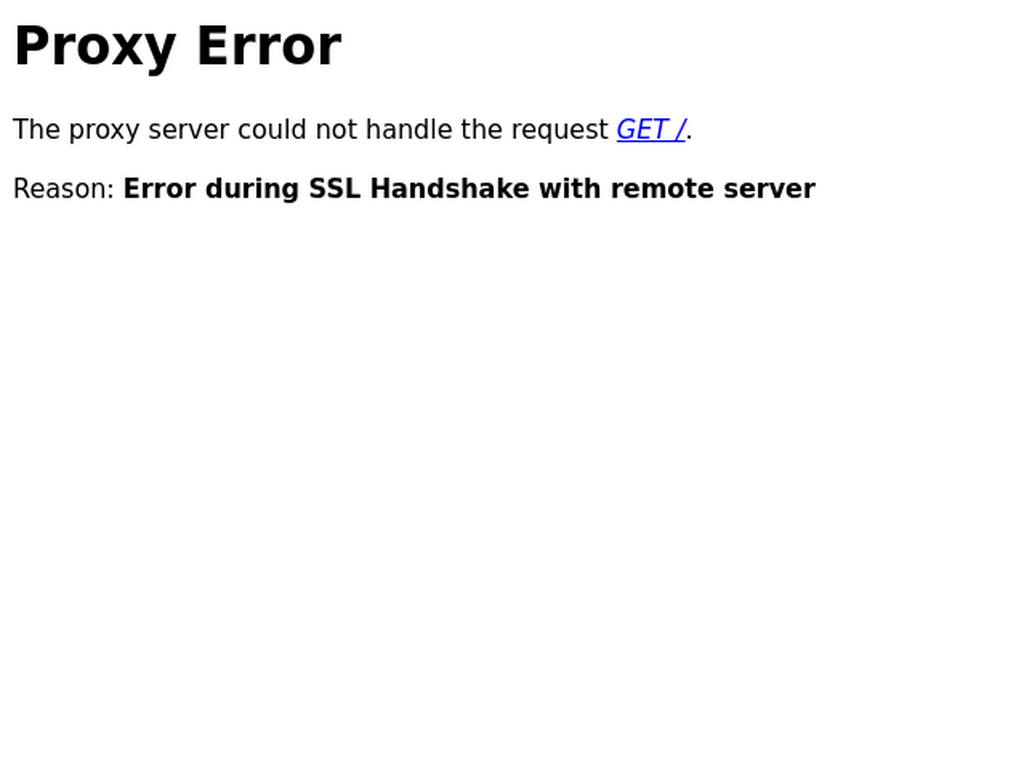 Proxy Error
The proxy server could not handle the request GET /.
Reason: Error during SSL Handshake with remote server